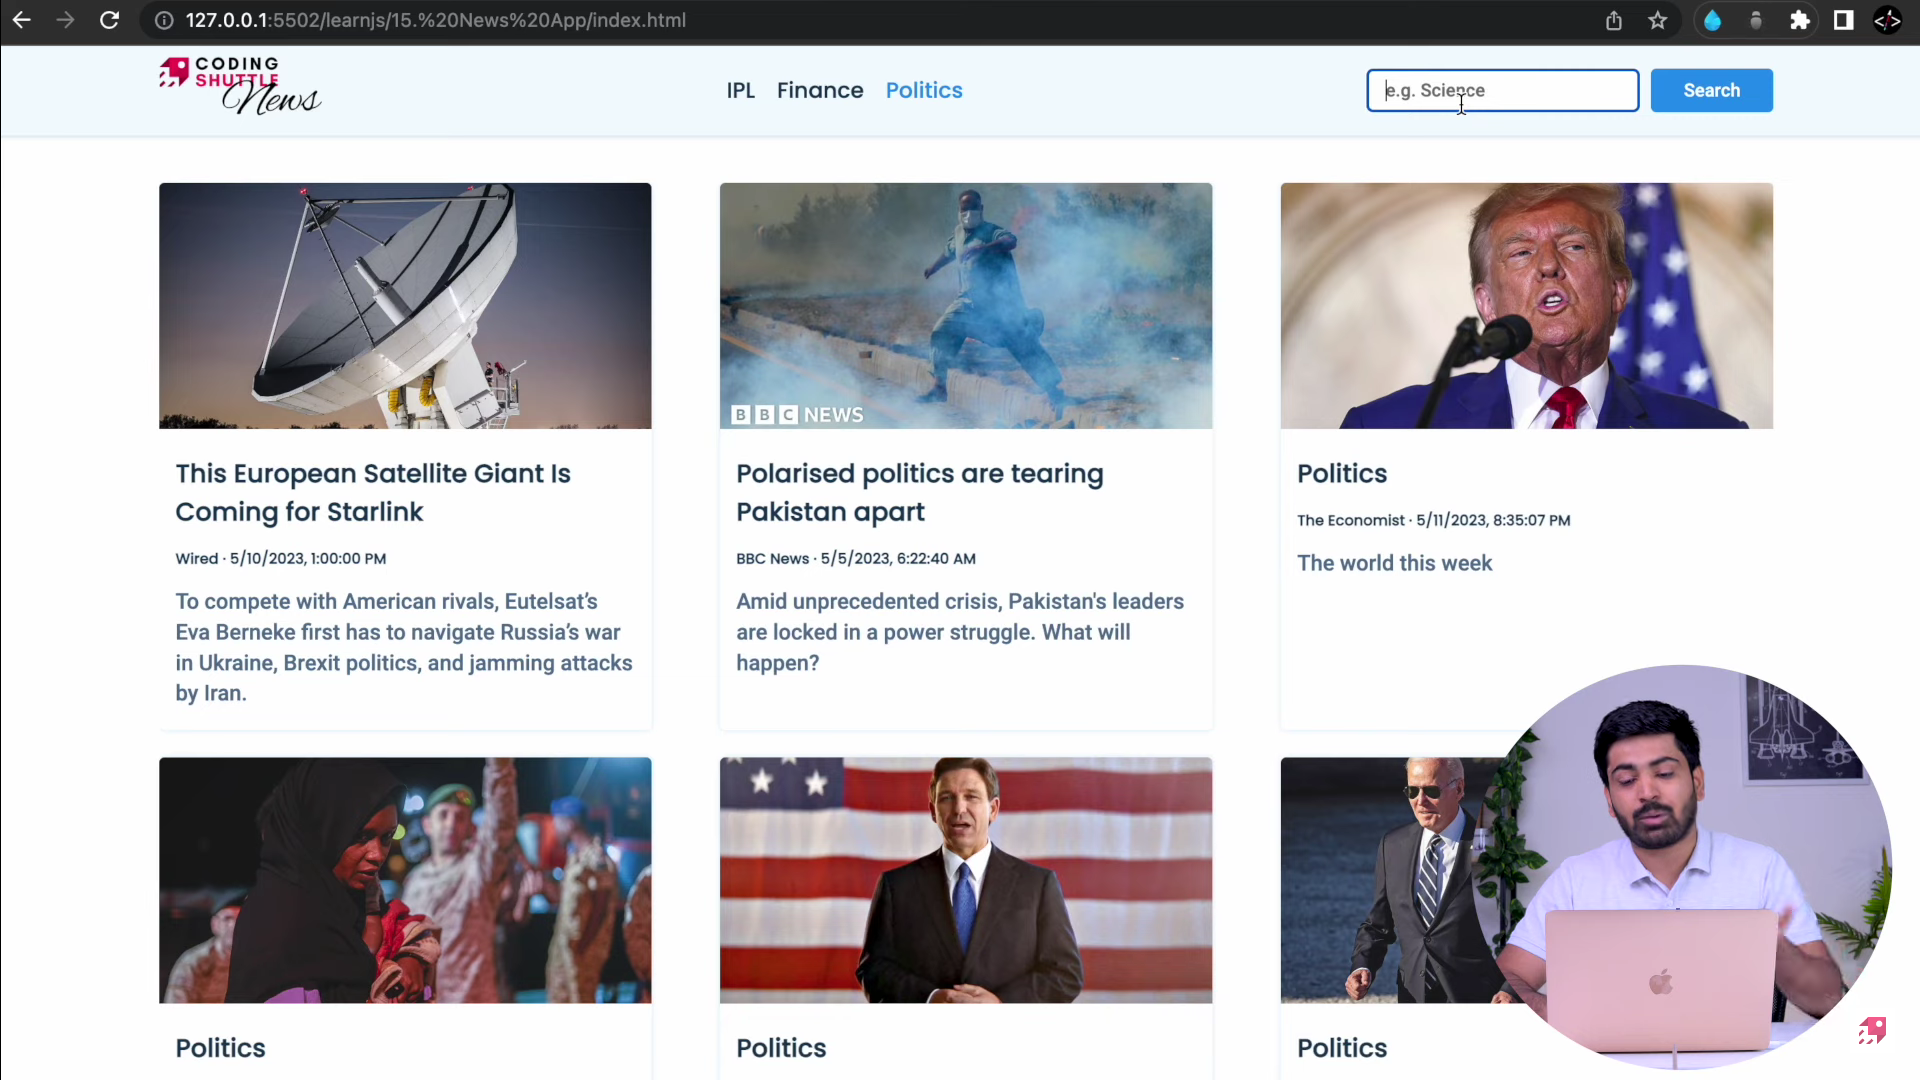 127.0.0.1:5502/learnjs/15.%20News%20App/index.html
CODING
SHUTTLE
News
IPL Finance Politics
e.g. Science
Search
BBC NEWS
This European Satellite Giant Is
Coming for Starlink
Wired · 5/10/2023, 1:00:00 PM
To compete with American rivals, Eutelsat’s
Eva Berneke first has to navigate Russia’s war
in Ukraine, Brexit politics, and jamming attacks
by Iran.
Polarised politics are tearing
Pakistan apart
BBC News · 5/5/2023, 6:22:40 AM
Amid unprecedented crisis, Pakistan's leaders
are locked in a power struggle. What will
happen?
Politics
The Economist · 5/11/2023, 8:35:07 PM
The world this week
Politics
Politics
Politics